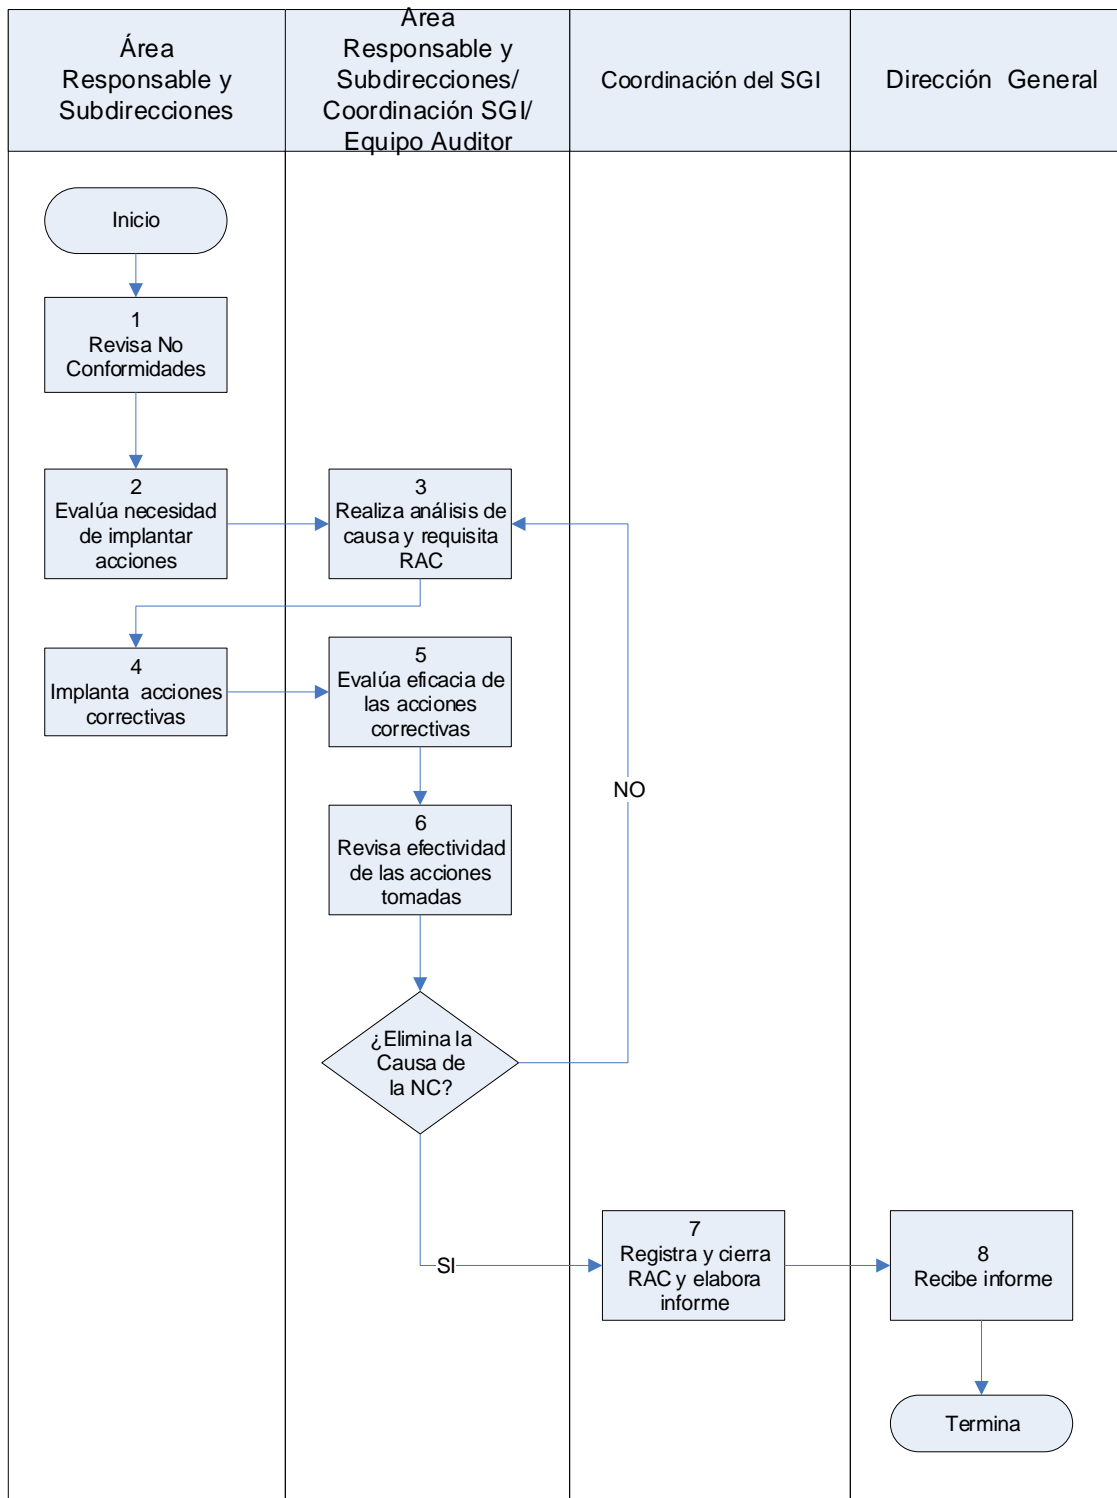 Área
Responsable y
Subdirecciones
Area
Responsable y
Subdirecciones/
Coordinación SGI/
Equipo Auditor
Coordinación del SGI
Dirección General
Inicio
1
Revisa No
Conformidades
2
Evalúa necesidad
de implantar
acciones
3
Realiza análisis de
causa y requisita
RAC
4
Implanta acciones
correctivas
5
Evalúa eficacia de
las acciones
correctivas
NO
6
Revisa efectividad
de las acciones
tomadas
¿Elimina la
Causa de
la NC?
SI
7
Registra y cierra
RAC y elabora
informe
8
Recibe informe
Termina